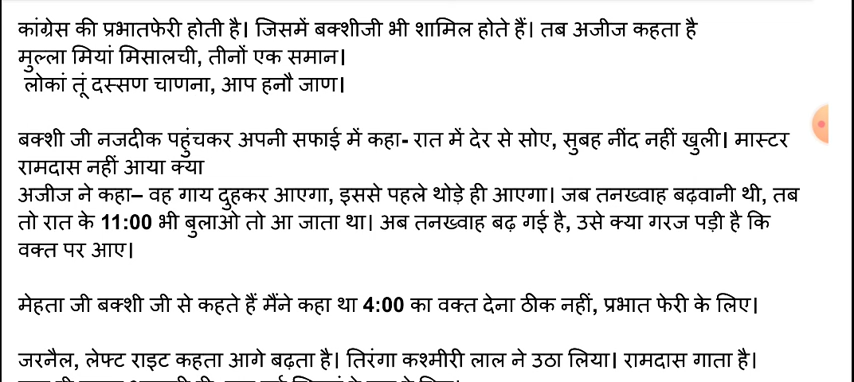 कांग्रेस की प्रभातफेरी होती है। जिसमें बक्शीजी भी शामिल होते हैं। तब अजीज कहता है
मुल्ला मियां मिसालची, तीनों एक समान।
लोकां तूं दस्सण चाणना, आप हनौ जाण।
बक्शी जी नजदीक पहुंचकर अपनी सफाई में कहा- रात में देर से सोए, सुबह नींद नहीं खुली। मास्टर
रामदास नहीं आया क्या
अजीज ने कहा– वह गाय दुहकर आएगा, इससे पहले थोड़े ही आएगा। जब तनख्वाह बढ़वानी थी, तब
तो रात के 11:00 भी बुलाओ तो आ जाता था। अब तनख्वाह बढ़ गई है, उसे क्या गरज पड़ी है कि
वक्त पर आए।
मेहता जी बक्शी जी से कहते हैं मैंने कहा था 4:00 का वक्त देना ठीक नहीं, प्रभात फेरी के लिए।
जरनैल, लेफ्ट राइट कहता आगे बढ़ता है। तिरंगा कश्मीरी लाल ने उठा लिया। रामदास गाता है।